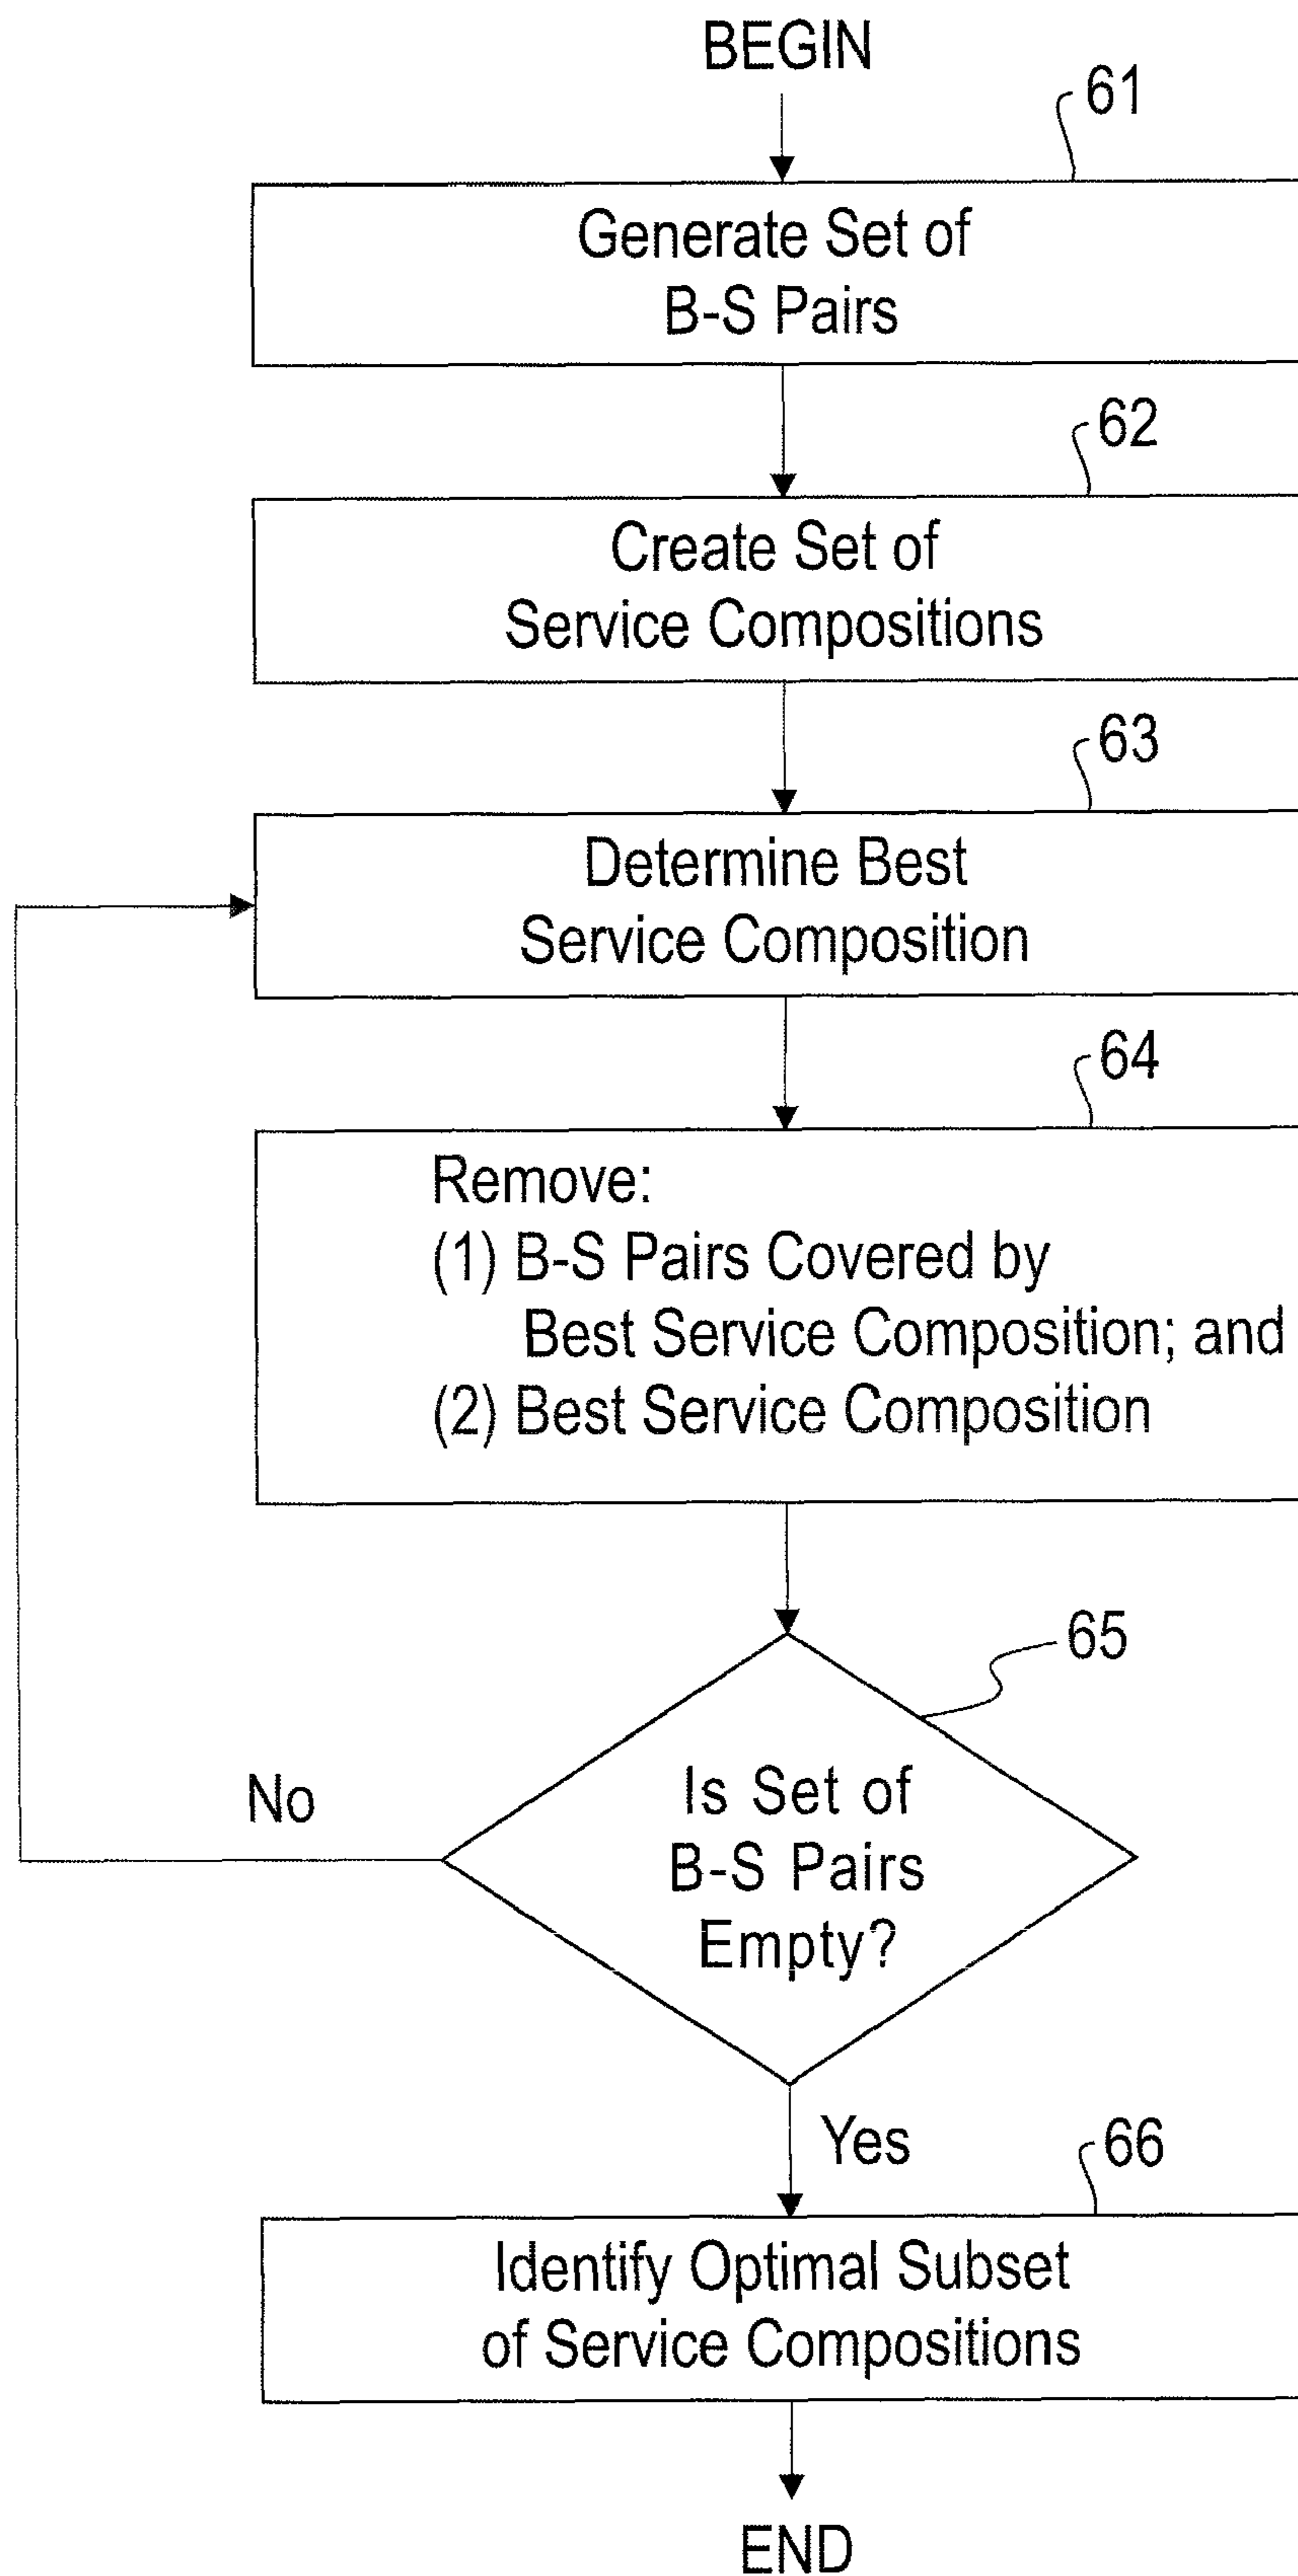 BEGIN
61
Generate Set of
B-S Pairs
62
Create Set of
Service Compositions
63
Determine Best
Service Composition
64
Remove:
(1) B-S Pairs Covered by
Best Service Composition; and
(2) Best Service Composition
65
Is Set of
B-S Pairs
Empty?
No
Yes
66
Identify Optimal Subset
of Service Compositions
END